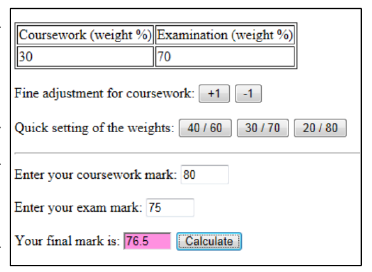 Coursework (weight %) Examination (weight %)
30 70
Fine adjustment for coursework: +1 -1
Quick setting of the weights: 40 / 60 30 / 70 20 / 80
Enter your coursework mark: 80
Enter your exam mark: 75
Your final mark is: 76.5 Calculate